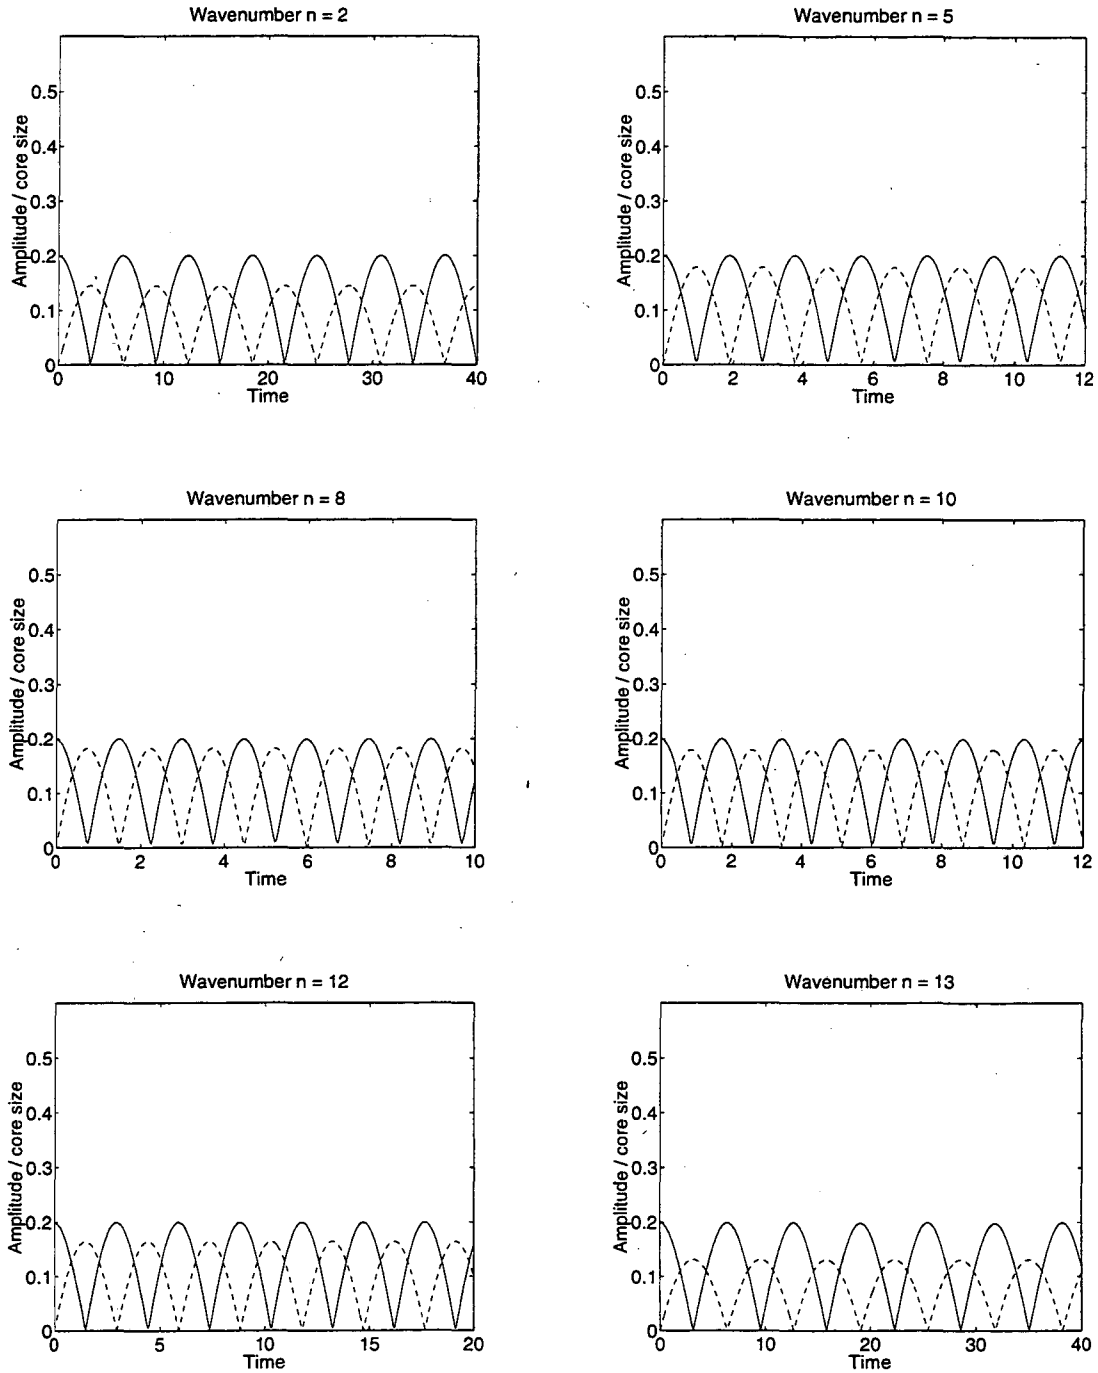 Wavenumber n = 2
Amplitude / core size
0.5
0.4
0.3
0.2
0.1
0
0 10 20 30 40
Time
Wavenumber n = 5
Amplitude / core size
0.5
0.4
0.3
0.2
0.1
0
0 2 4 6 8 10 12
Time
Wavenumber n = 8
Amplitude / core size
0.5
0.4
0.3
0.2
0.1
0
0 2 4 6 8 10
Time
Wavenumber n = 10
Amplitude / core size
0.5
0.4
0.3
0.2
0.1
0
0 2 4 6 8 10 12
Time
Wavenumber n = 12
Amplitude / core size
0.5
0.4
0.3
0.2
0.1
0
0 5 10 15 20
Time
Wavenumber n = 13
Amplitude / core size
0.5
0.4
0.3
0.2
0.1
0
0 10 20 30 40
Time